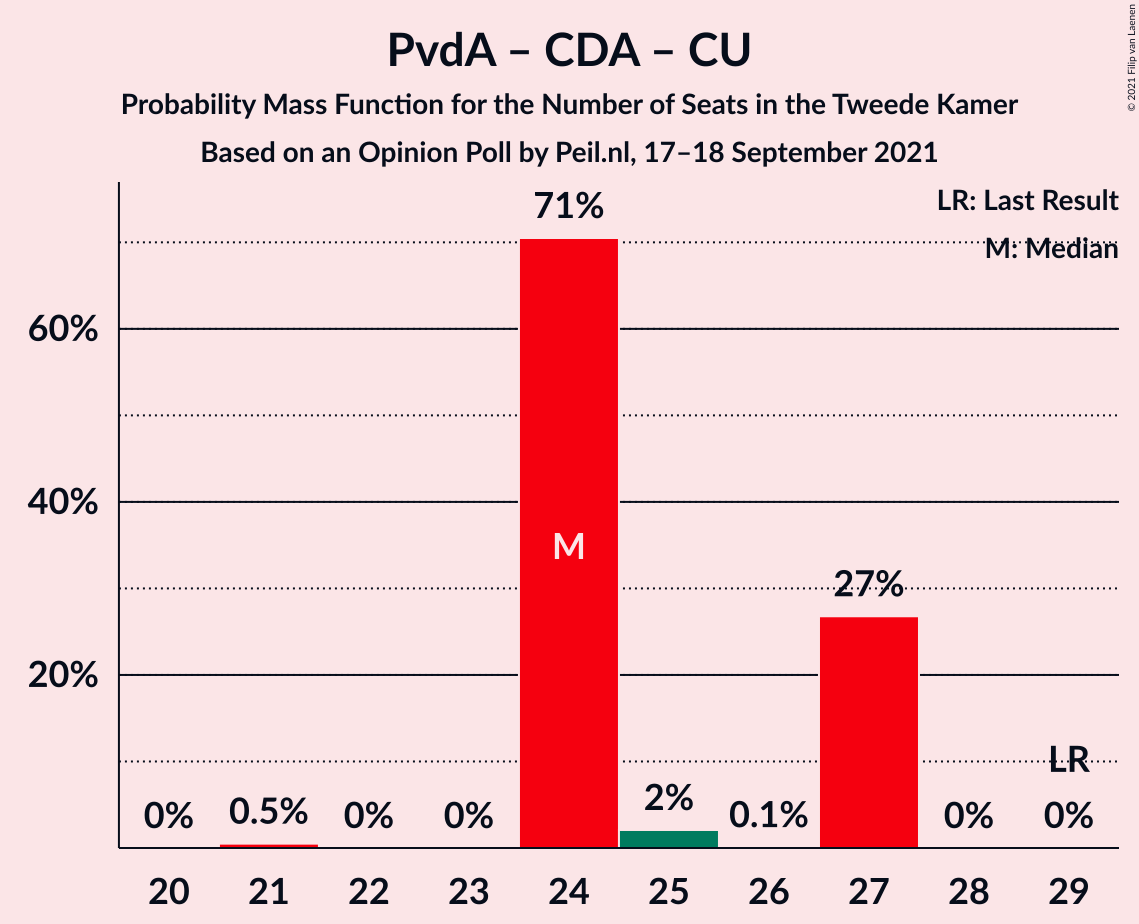 PvdA – CDA – CU
Probability Mass Function for the Number of Seats in the Tweede Kamer
Based on an Opinion Poll by Peil.nl, 17–18 September 2021
© 2021 Filip van Laenen
LR: Last Result
M: Median
71%
60%
40%
20%
M
27%
LR
0%
0.5%
0%
0%
2%
0.1%
0%
0%
20 21 22 23 24 25 26 27 28 29